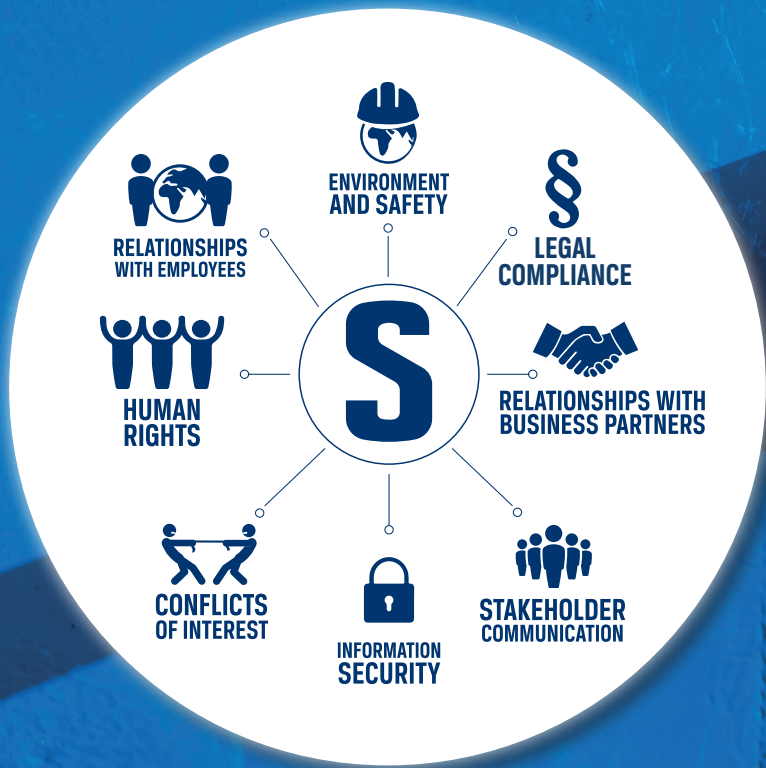 ENVIRONMENT
AND SAFETY
§
LEGAL
COMPLIANCE
RELATIONSHIPS
WITH EMPLOYEES
S
RELATIONSHIPS WITH
BUSINESS PARTNERS
HUMAN
RIGHTS
STAKEHOLDER
COMMUNICATION
CONFLICTS
OF INTEREST
INFORMATION
SECURITY